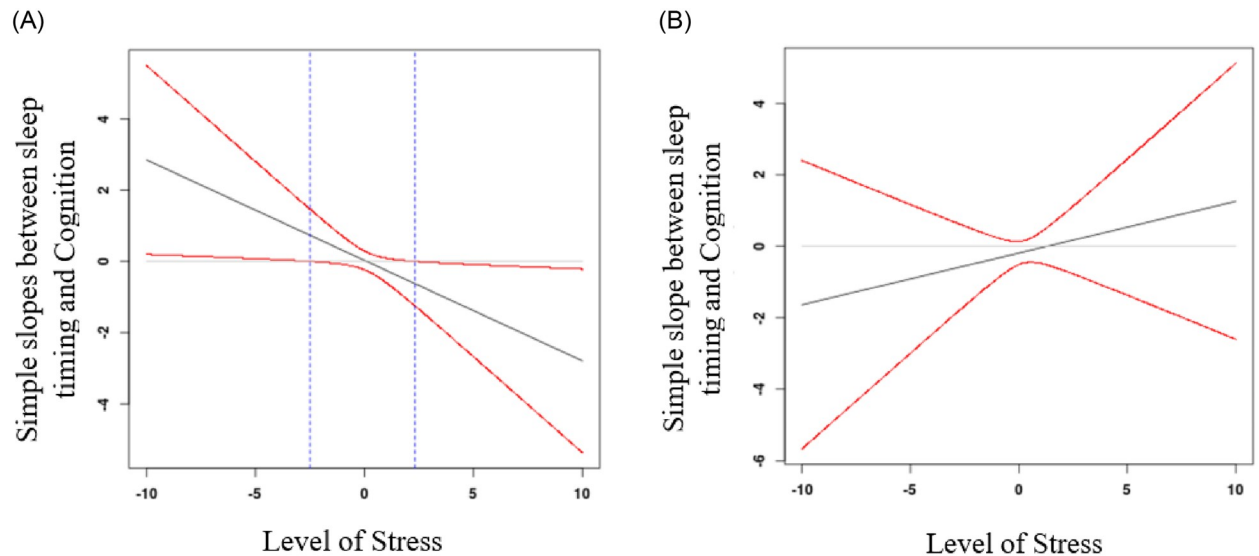 (A)
Simple slopes between sleep
timing and Cognition
4
2
0
-2
-4
-10 -5 0 5 10
Level of Stress
(B)
Simple slope between sleep
timing and Cognition
4
2
0
-2
-4
-6
-10 -5 0 5 10
Level of Stress